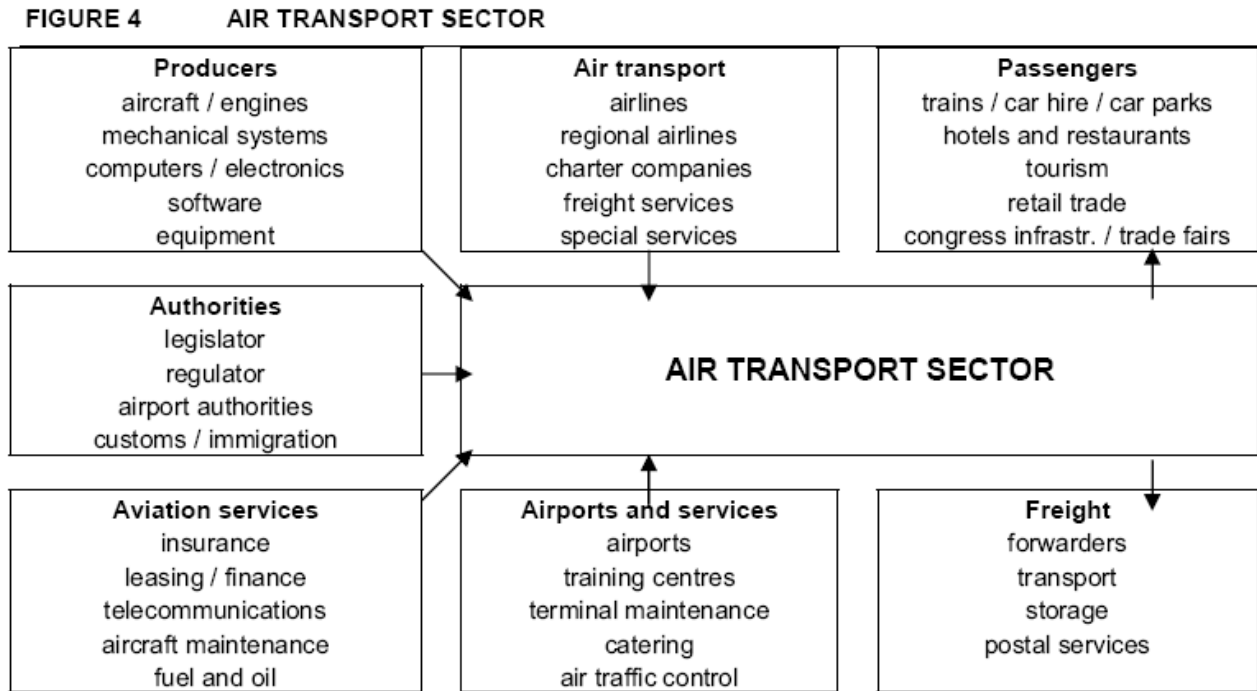 FIGURE 4 AIR TRANSPORT SECTOR
Producers
aircraft / engines
mechanical systems
computers / electronics
software
equipment
Air transport
airlines
regional airlines
charter companies
freight services
special services
Passengers
trains / car hire / car parks
hotels and restaurants
tourism
retail trade
congress infrastr. / trade fairs
Authorities
legislator
regulator
airport authorities
customs / immigration
AIR TRANSPORT SECTOR
Aviation services
insurance
leasing / finance
telecommunications
aircraft maintenance
fuel and oil
Airports and services
airports
training centres
terminal maintenance
catering
air traffic control
Freight
forwarders
transport
storage
postal services